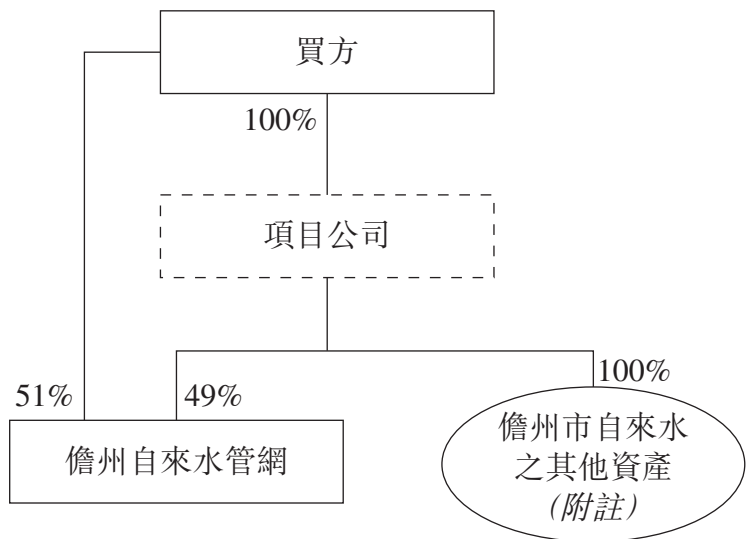 買方
100%
項目公司
51%
49%
100%
儋州自來水管網
儋州市自來水
之其他資產
(附註)